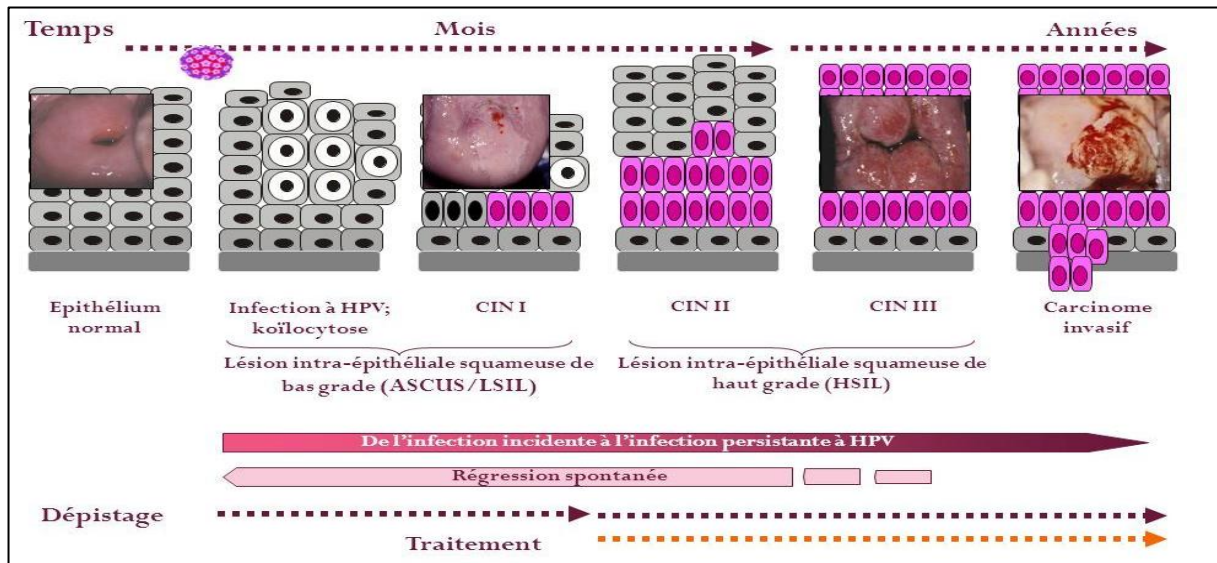 Temps
Mois
Années
Epithélium
normal
Infection à HPV;
koïlocytose
CIN I
CIN II
CIN III
Carcinome
invasif
Lésion intra-épithéliale squameuse de
bas grade (ASCUS/LSIL)
Lésion intra-épithéliale squameuse de
haut grade (HSIL)
De l'infection incidente à l'infection persistante à HPV
Régression spontanée
Dépistage
Traitement